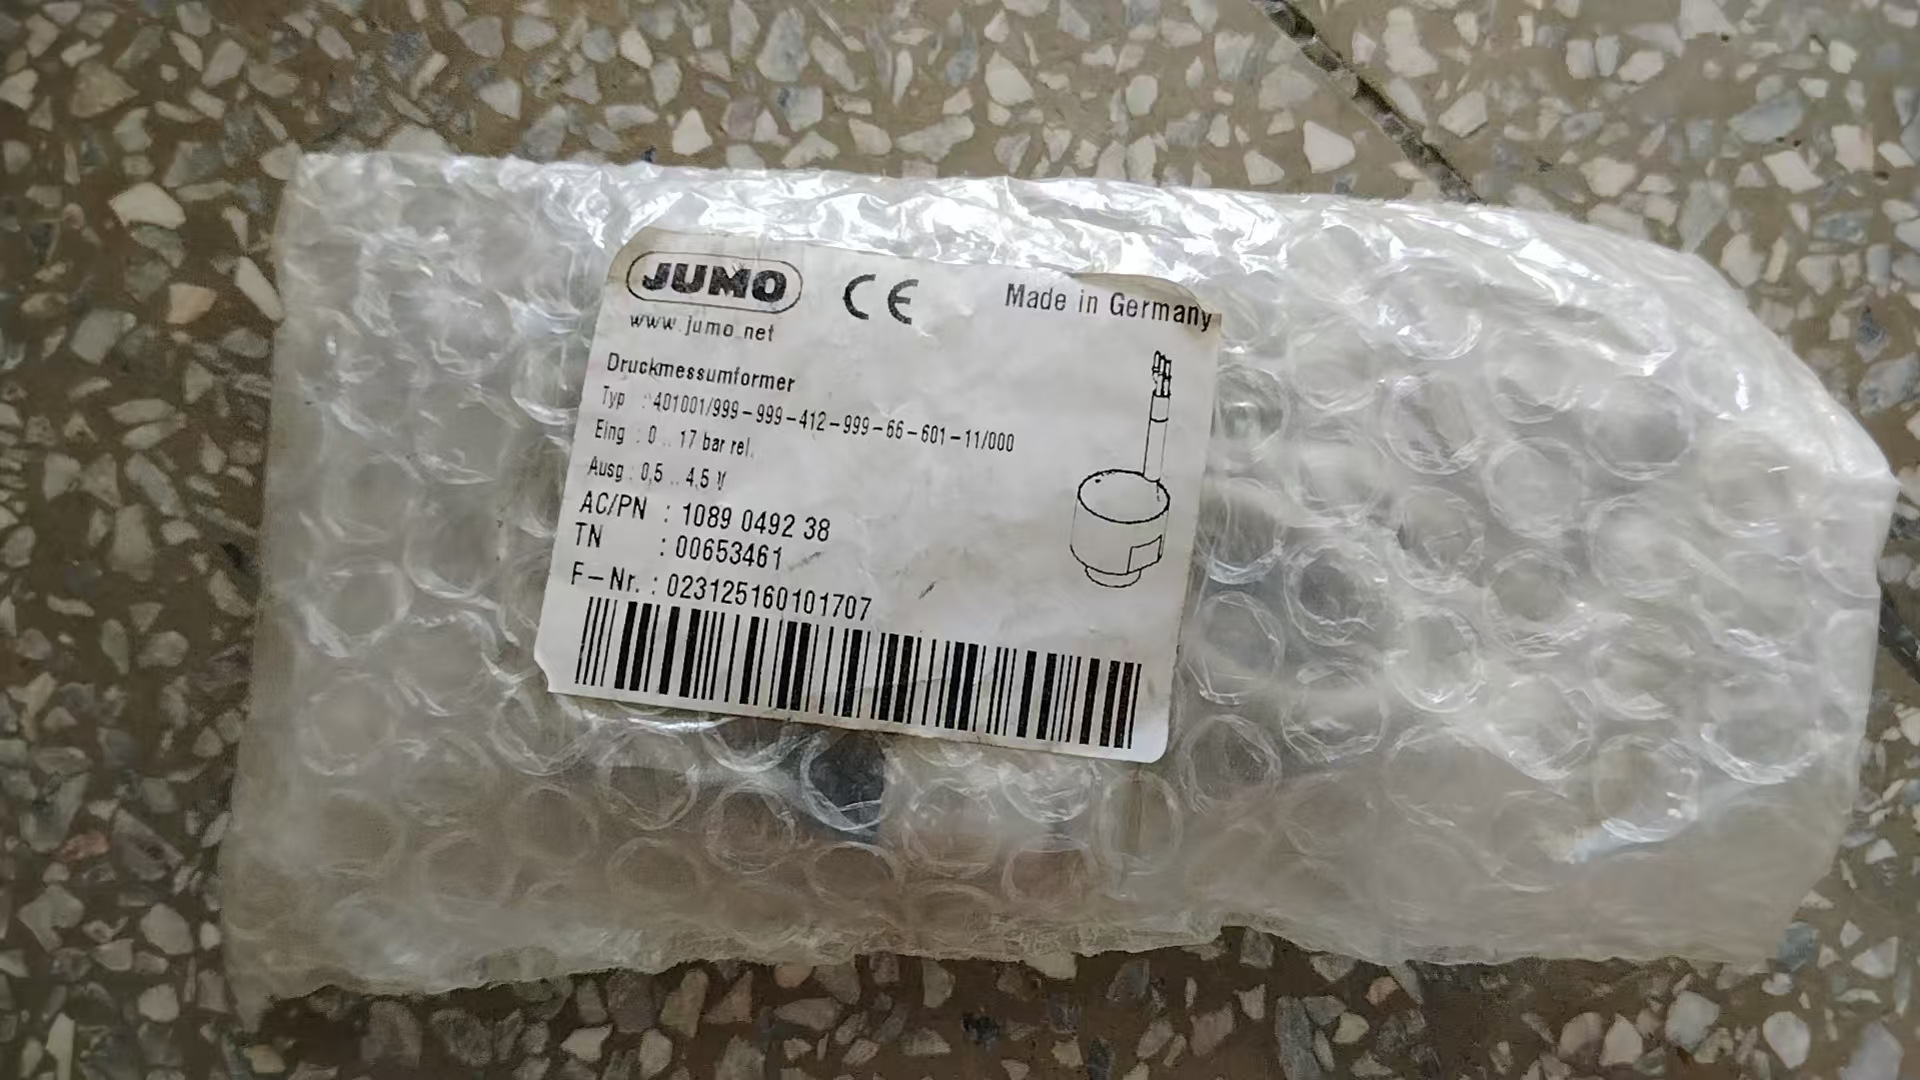 JUMO CE Made in Germany
www.jumo.net
Druckmessumformer
Typ : 401001/999-999-412-999-66-601-11/000
Eing : 0 .. 17 bar rel.
Ausg : 0,5 .. 4,5 V
AC/PN : 1089 0492 38
TN : 00653461
F-Nr. : 023125160101707